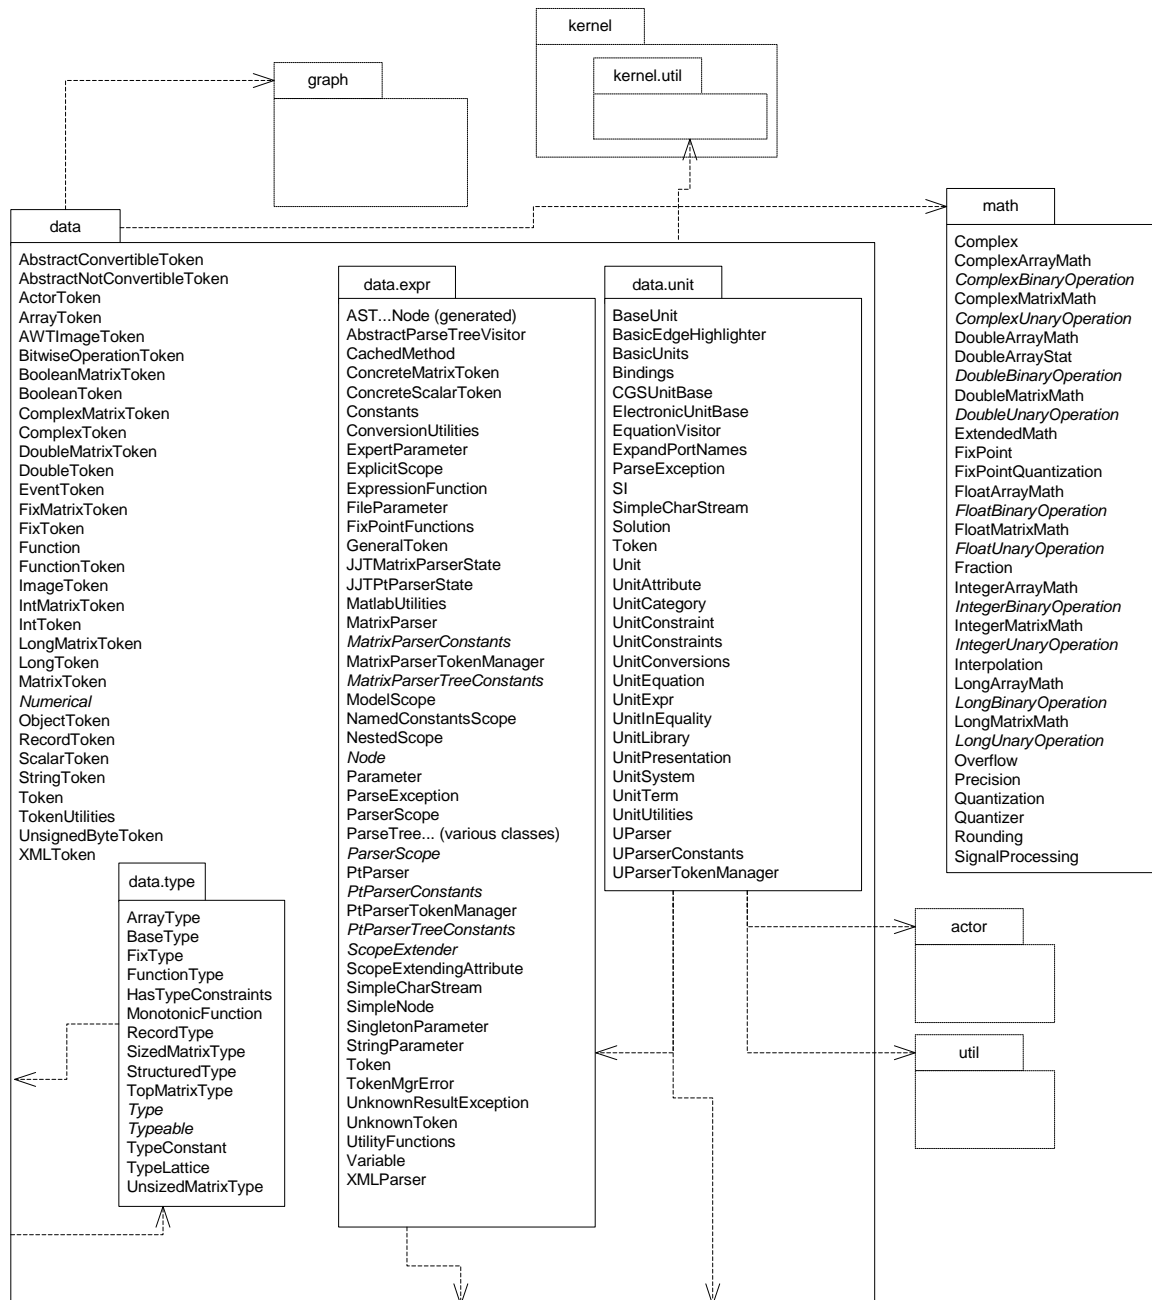 kernel
kernel.util
graph
data
AbstractConvertibleToken
AbstractNotConvertibleToken
ActorToken
ArrayToken
AWTImageToken
BitwiseOperationToken
BooleanMatrixToken
BooleanToken
ComplexMatrixToken
ComplexToken
DoubleMatrixToken
DoubleToken
EventToken
FixMatrixToken
FixToken
Function
FunctionToken
ImageToken
IntMatrixToken
IntToken
LongMatrixToken
LongToken
MatrixToken
Numerical
ObjectToken
RecordToken
ScalarToken
StringToken
Token
TokenUtilities
UnsignedByteToken
XMLToken
data.type
ArrayType
BaseType
FixType
FunctionType
HasTypeConstraints
MonotonicFunction
RecordType
SizedMatrixType
StructuredType
TopMatrixType
Type
Typeable
TypeConstant
TypeLattice
UnsizedMatrixType
data.expr
AST...Node (generated)
AbstractParseTreeVisitor
CachedMethod
ConcreteMatrixToken
ConcreteScalarToken
Constants
ConversionUtilities
ExpertParameter
ExplicitScope
ExpressionFunction
FileParameter
FixPointFunctions
GeneralToken
JJTMatrixParserState
JJTPtParserState
MatlabUtilities
MatrixParser
MatrixParserConstants
MatrixParserTokenManager
MatrixParserTreeConstants
ModelScope
NamedConstantsScope
NestedScope
Node
Parameter
ParseException
ParserScope
ParseTree... (various classes)
ParserScope
PtParser
PtParserConstants
PtParserTokenManager
PtParserTreeConstants
ScopeExtender
ScopeExtendingAttribute
SimpleCharStream
SimpleNode
SingletonParameter
StringParameter
Token
TokenMgrError
UnknownResultException
UnknownToken
UtilityFunctions
Variable
XMLParser
data.unit
BaseUnit
BasicEdgeHighlighter
BasicUnits
Bindings
CGSUnitBase
ElectronicUnitBase
EquationVisitor
ExpandPortNames
ParseException
SI
SimpleCharStream
Solution
Token
Unit
UnitAttribute
UnitCategory
UnitConstraint
UnitConstraints
UnitConversions
UnitEquation
UnitExpr
UnitInEquality
UnitLibrary
UnitPresentation
UnitSystem
UnitTerm
UnitUtilities
UParser
UParserConstants
UParserTokenManager
math
Complex
ComplexArrayMath
ComplexBinaryOperation
ComplexMatrixMath
ComplexUnaryOperation
DoubleArrayMath
DoubleArrayStat
DoubleBinaryOperation
DoubleMatrixMath
DoubleUnaryOperation
ExtendedMath
FixPoint
FixPointQuantization
FloatArrayMath
FloatBinaryOperation
FloatMatrixMath
FloatUnaryOperation
Fraction
IntegerArrayMath
IntegerBinaryOperation
IntegerMatrixMath
IntegerUnaryOperation
Interpolation
LongArrayMath
LongBinaryOperation
LongMatrixMath
LongUnaryOperation
Overflow
Precision
Quantization
Quantizer
Rounding
SignalProcessing
actor
util